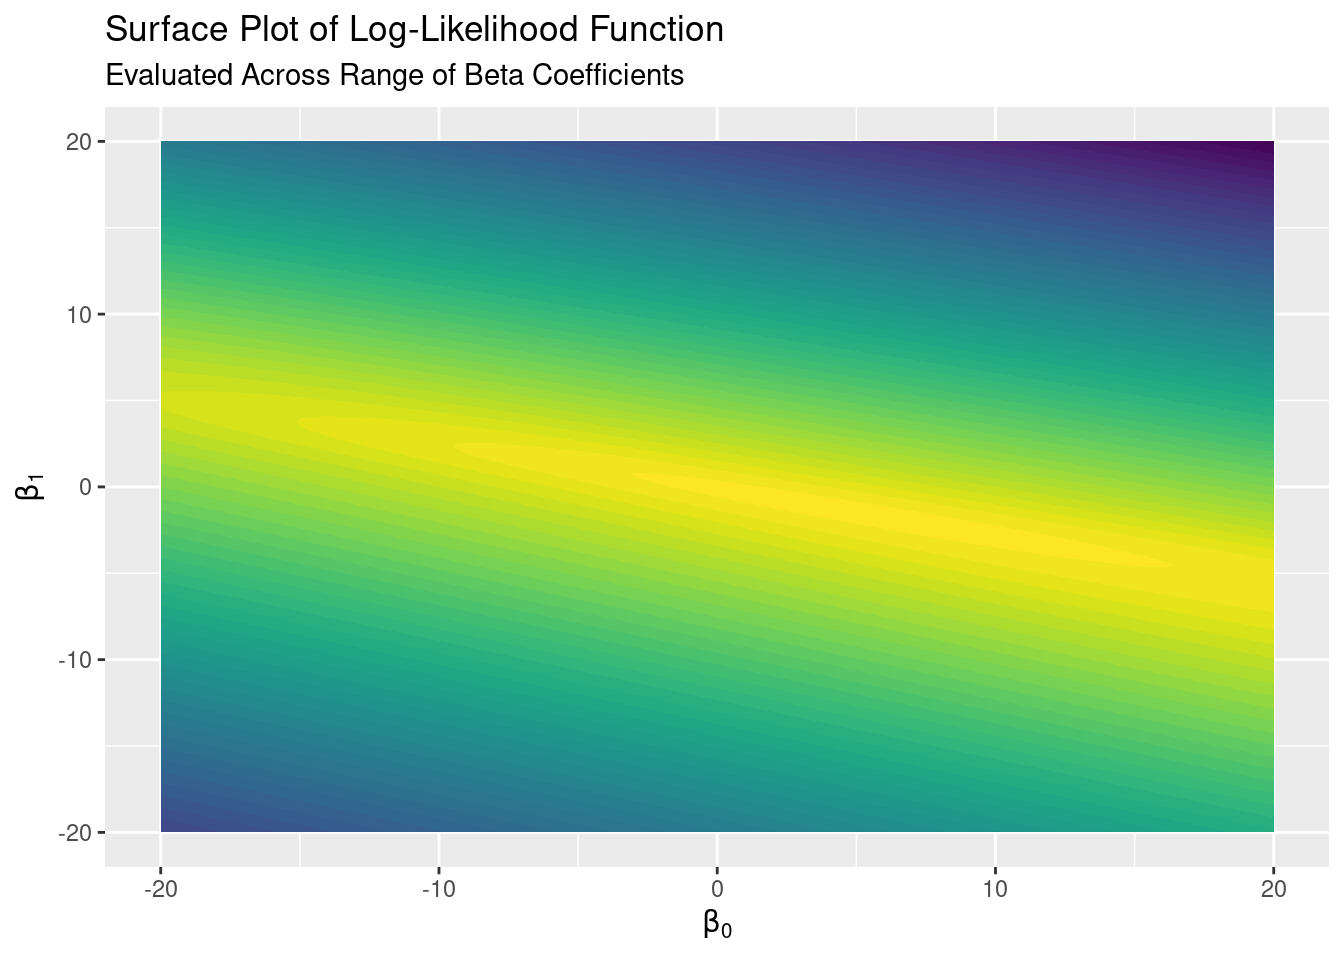 Surface Plot of Log-Likelihood Function
Evaluated Across Range of Beta Coefficients
20
10
0
-10
-20
β₁
-20 -10 0 10 20
β₀